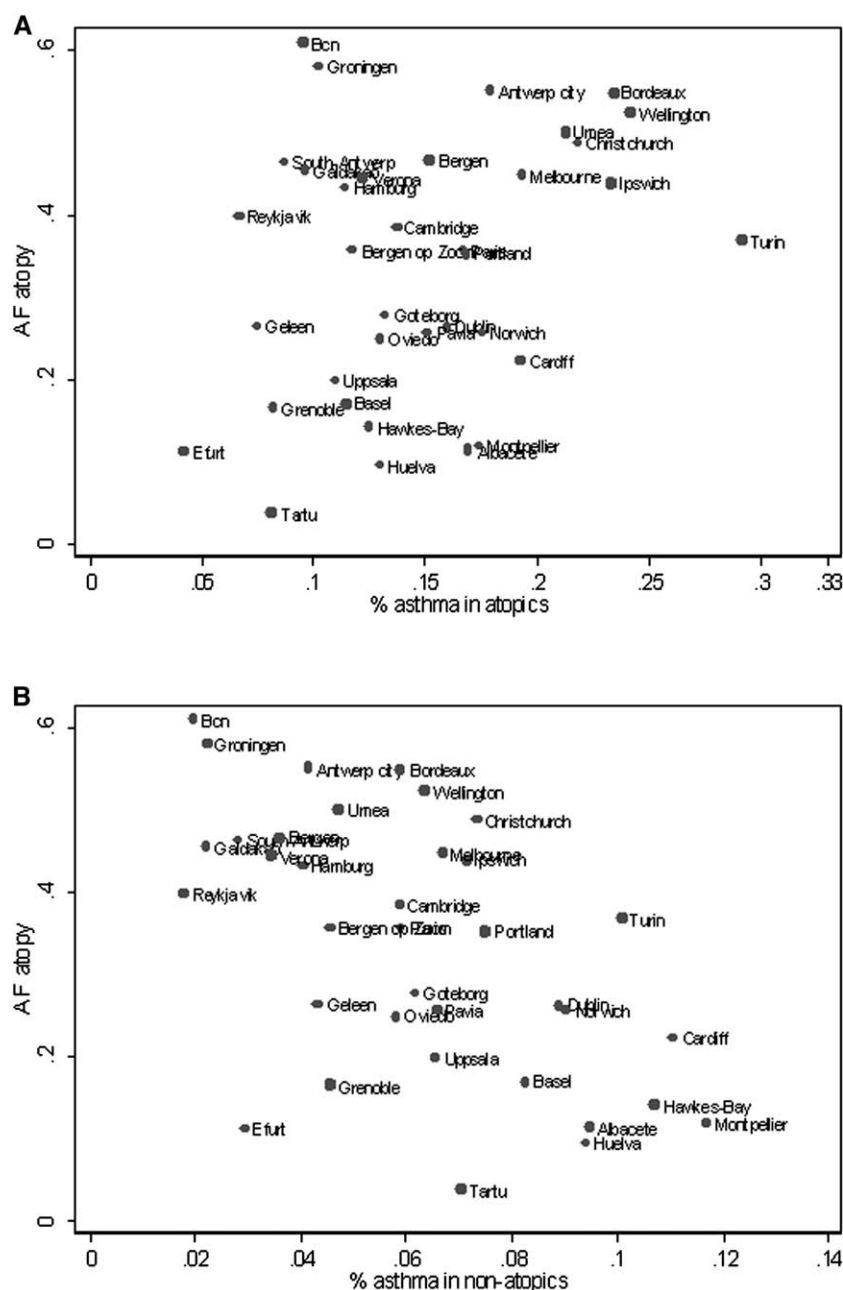 A
.6
Bcn
Groningen
Antwerp city
Bordeaux
Wellington
Umea
Christchurch
South Antwerp
Bergen
Galdakao
Verona
Melbourne
Hamburg
Ipswich
.4
Reykjavik
Cambridge
Turin
Bergen op Zoom
Paris
Portland
AF atopy
Goteborg
Geleen
Dublin
Pavia
Norwich
Oviedo
Cardiff
.2
Uppsala
Grenoble
Basel
Hawkes-Bay
Efurt
Montpellier
Albacete
Huelva
Tartu
0
0 .05 .1 .15 .2 .25 .3 .33
% asthma in atopics
B
.6
Bcn
Groningen
Antwerp city
Bordeaux
Wellington
Umea
Christchurch
Bergen
South Antwerp
Galdakao
Verona
Melbourne
Ipswich
Hamburg
.4
Reykjavik
Cambridge
Turin
Bergen op Zoom
Paris
Portland
AF atopy
Goteborg
Geleen
Dublin
Pavia
Norwich
Oviedo
Cardiff
.2
Uppsala
Grenoble
Basel
Hawkes-Bay
Efurt
Albacete
Montpellier
Huelva
Tartu
0
0 .02 .04 .06 .08 .1 .12 .14
% asthma in non-atopics